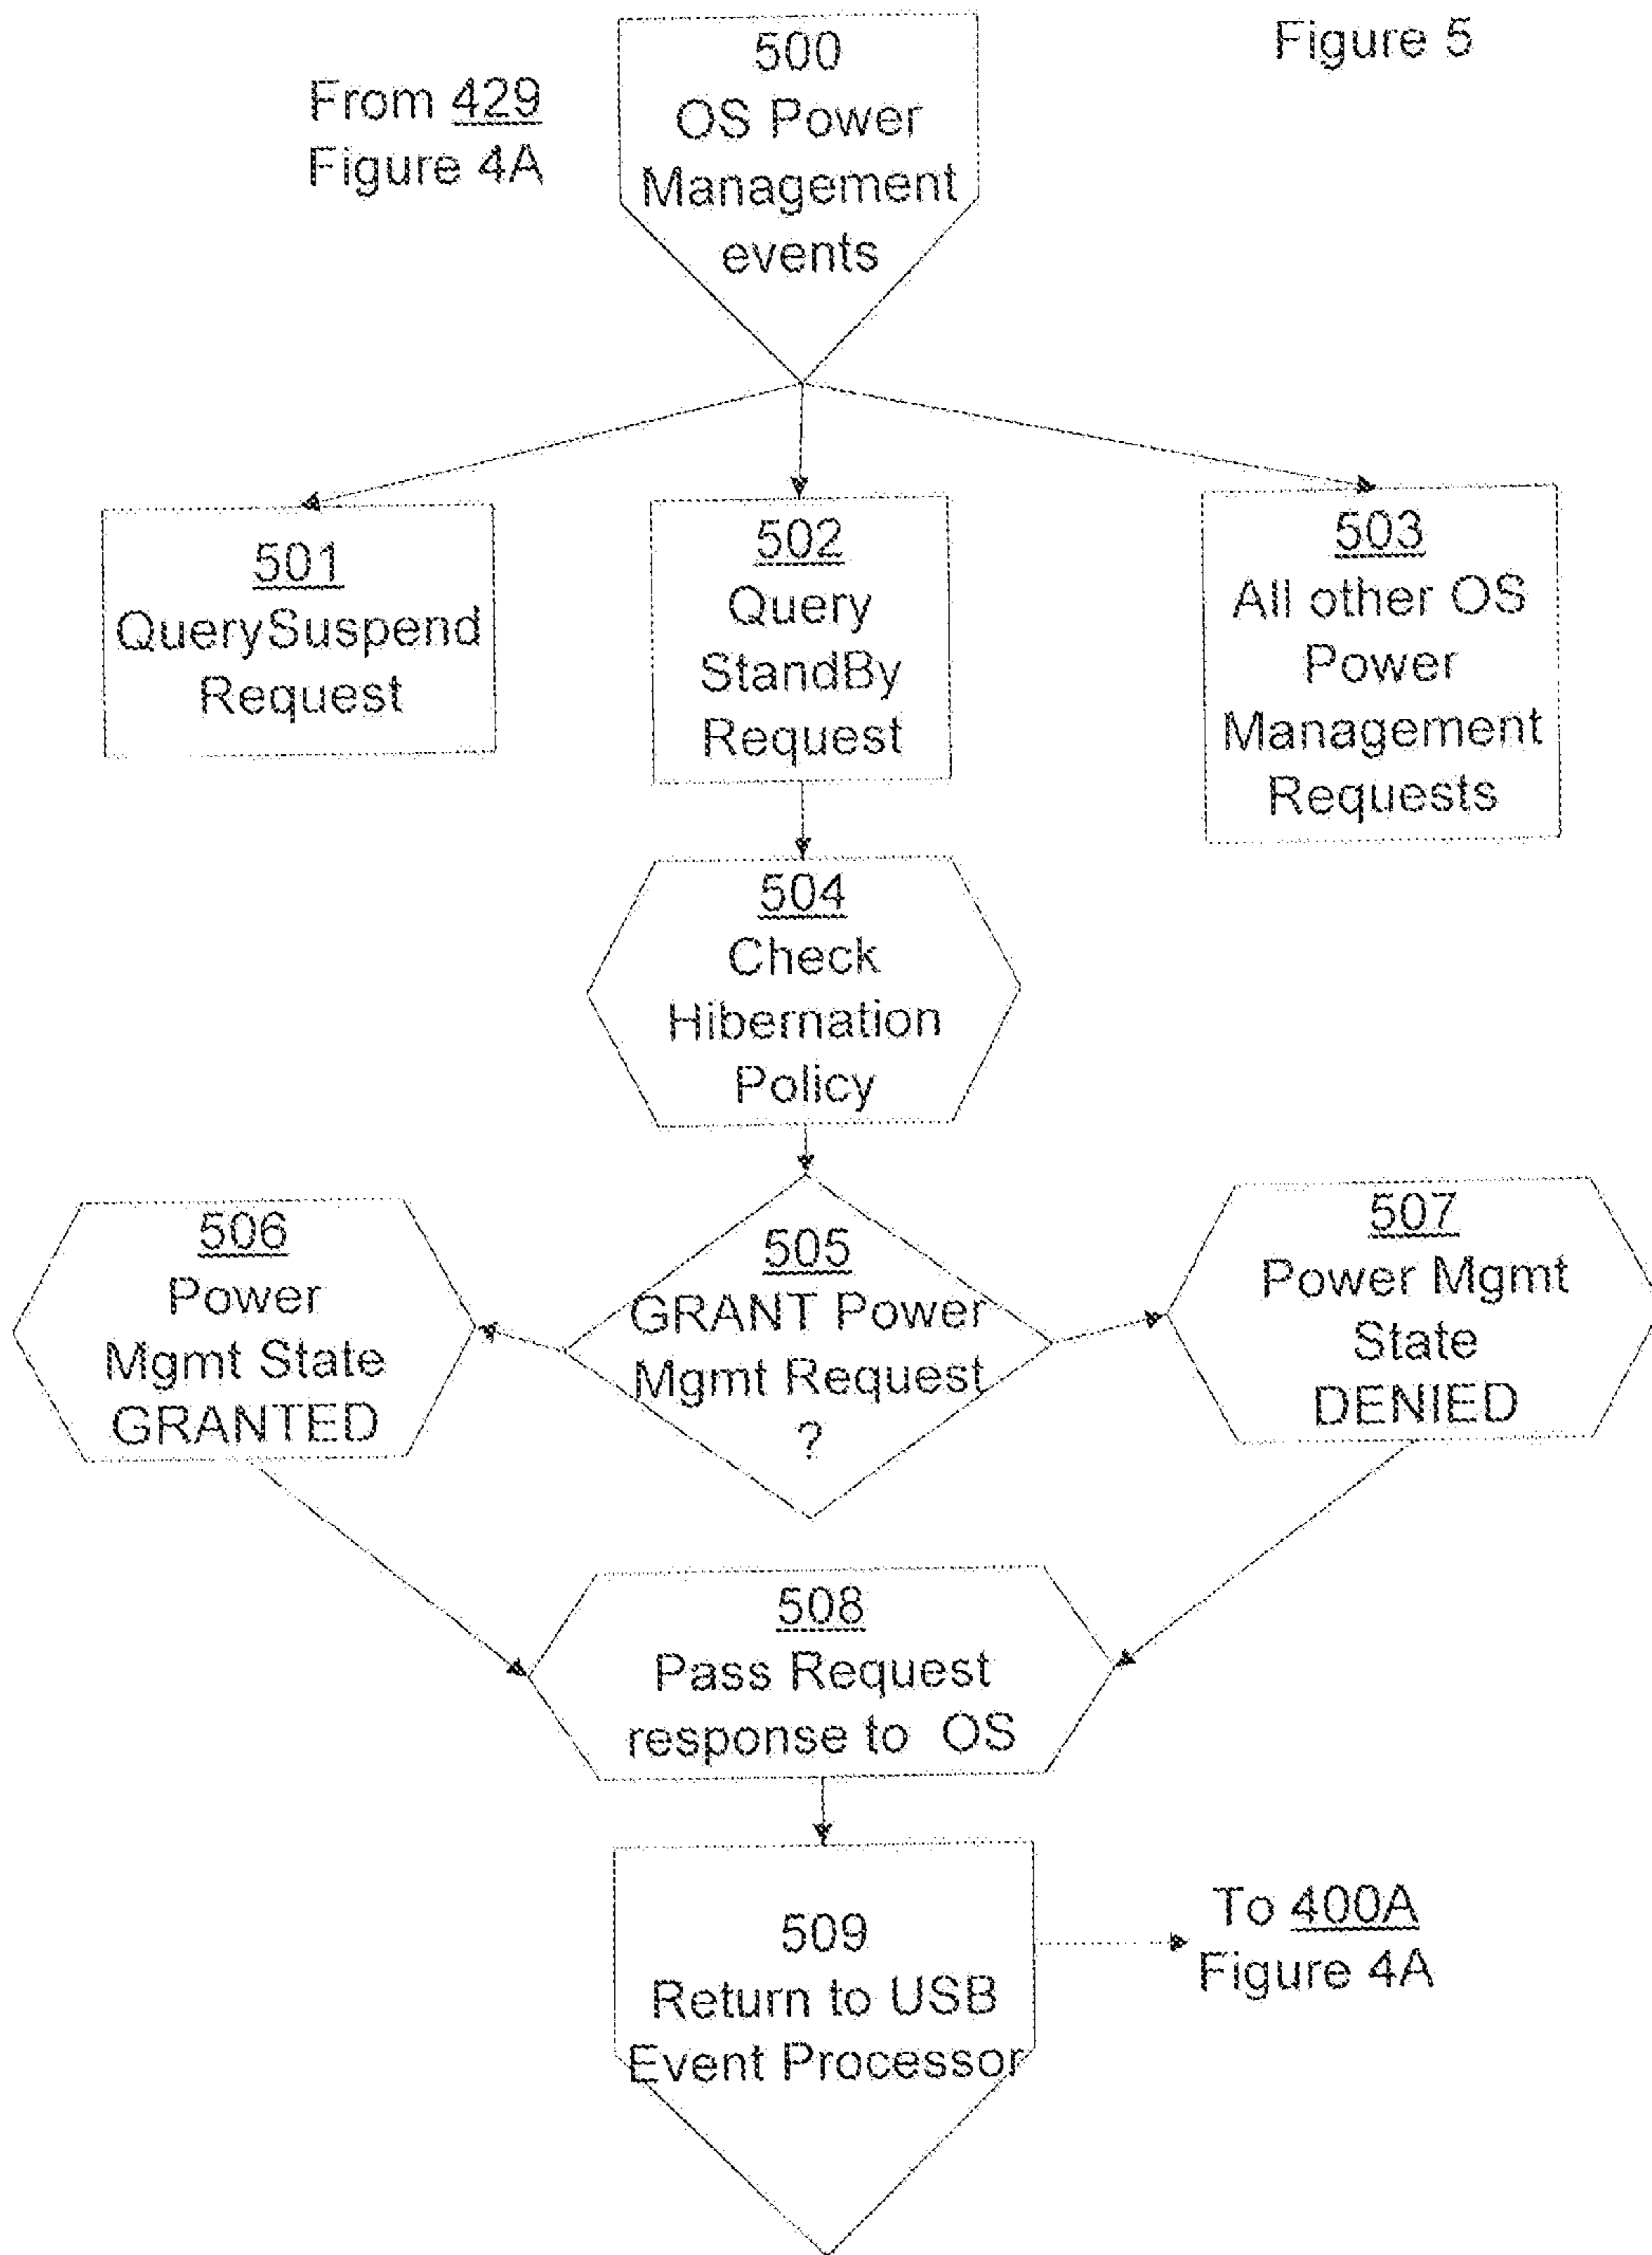 Figure 5
From 429
Figure 4A
500
OS Power
Management
events
501
QuerySuspend
Request
502
Query
StandBy
Request
503
All other OS
Power
Management
Requests
504
Check
Hibernation
Policy
505
GRANT Power
Mgmt Request
?
506
Power
Mgmt State
GRANTED
507
Power Mgmt
State
DENIED
508
Pass Request
response to OS
509
Return to USB
Event Processor
To 400A
Figure 4A